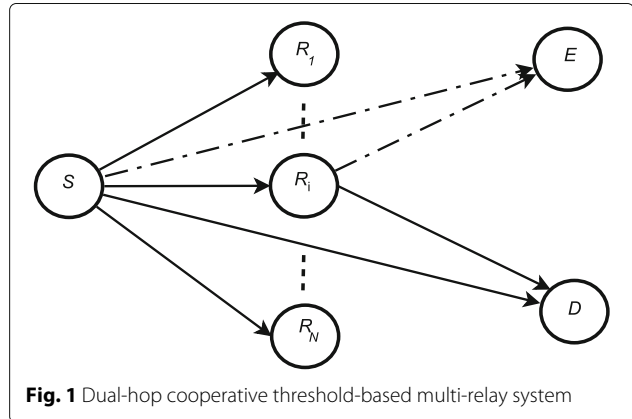 R1
E
S
Ri
D
RN
Fig. 1 Dual-hop cooperative threshold-based multi-relay system